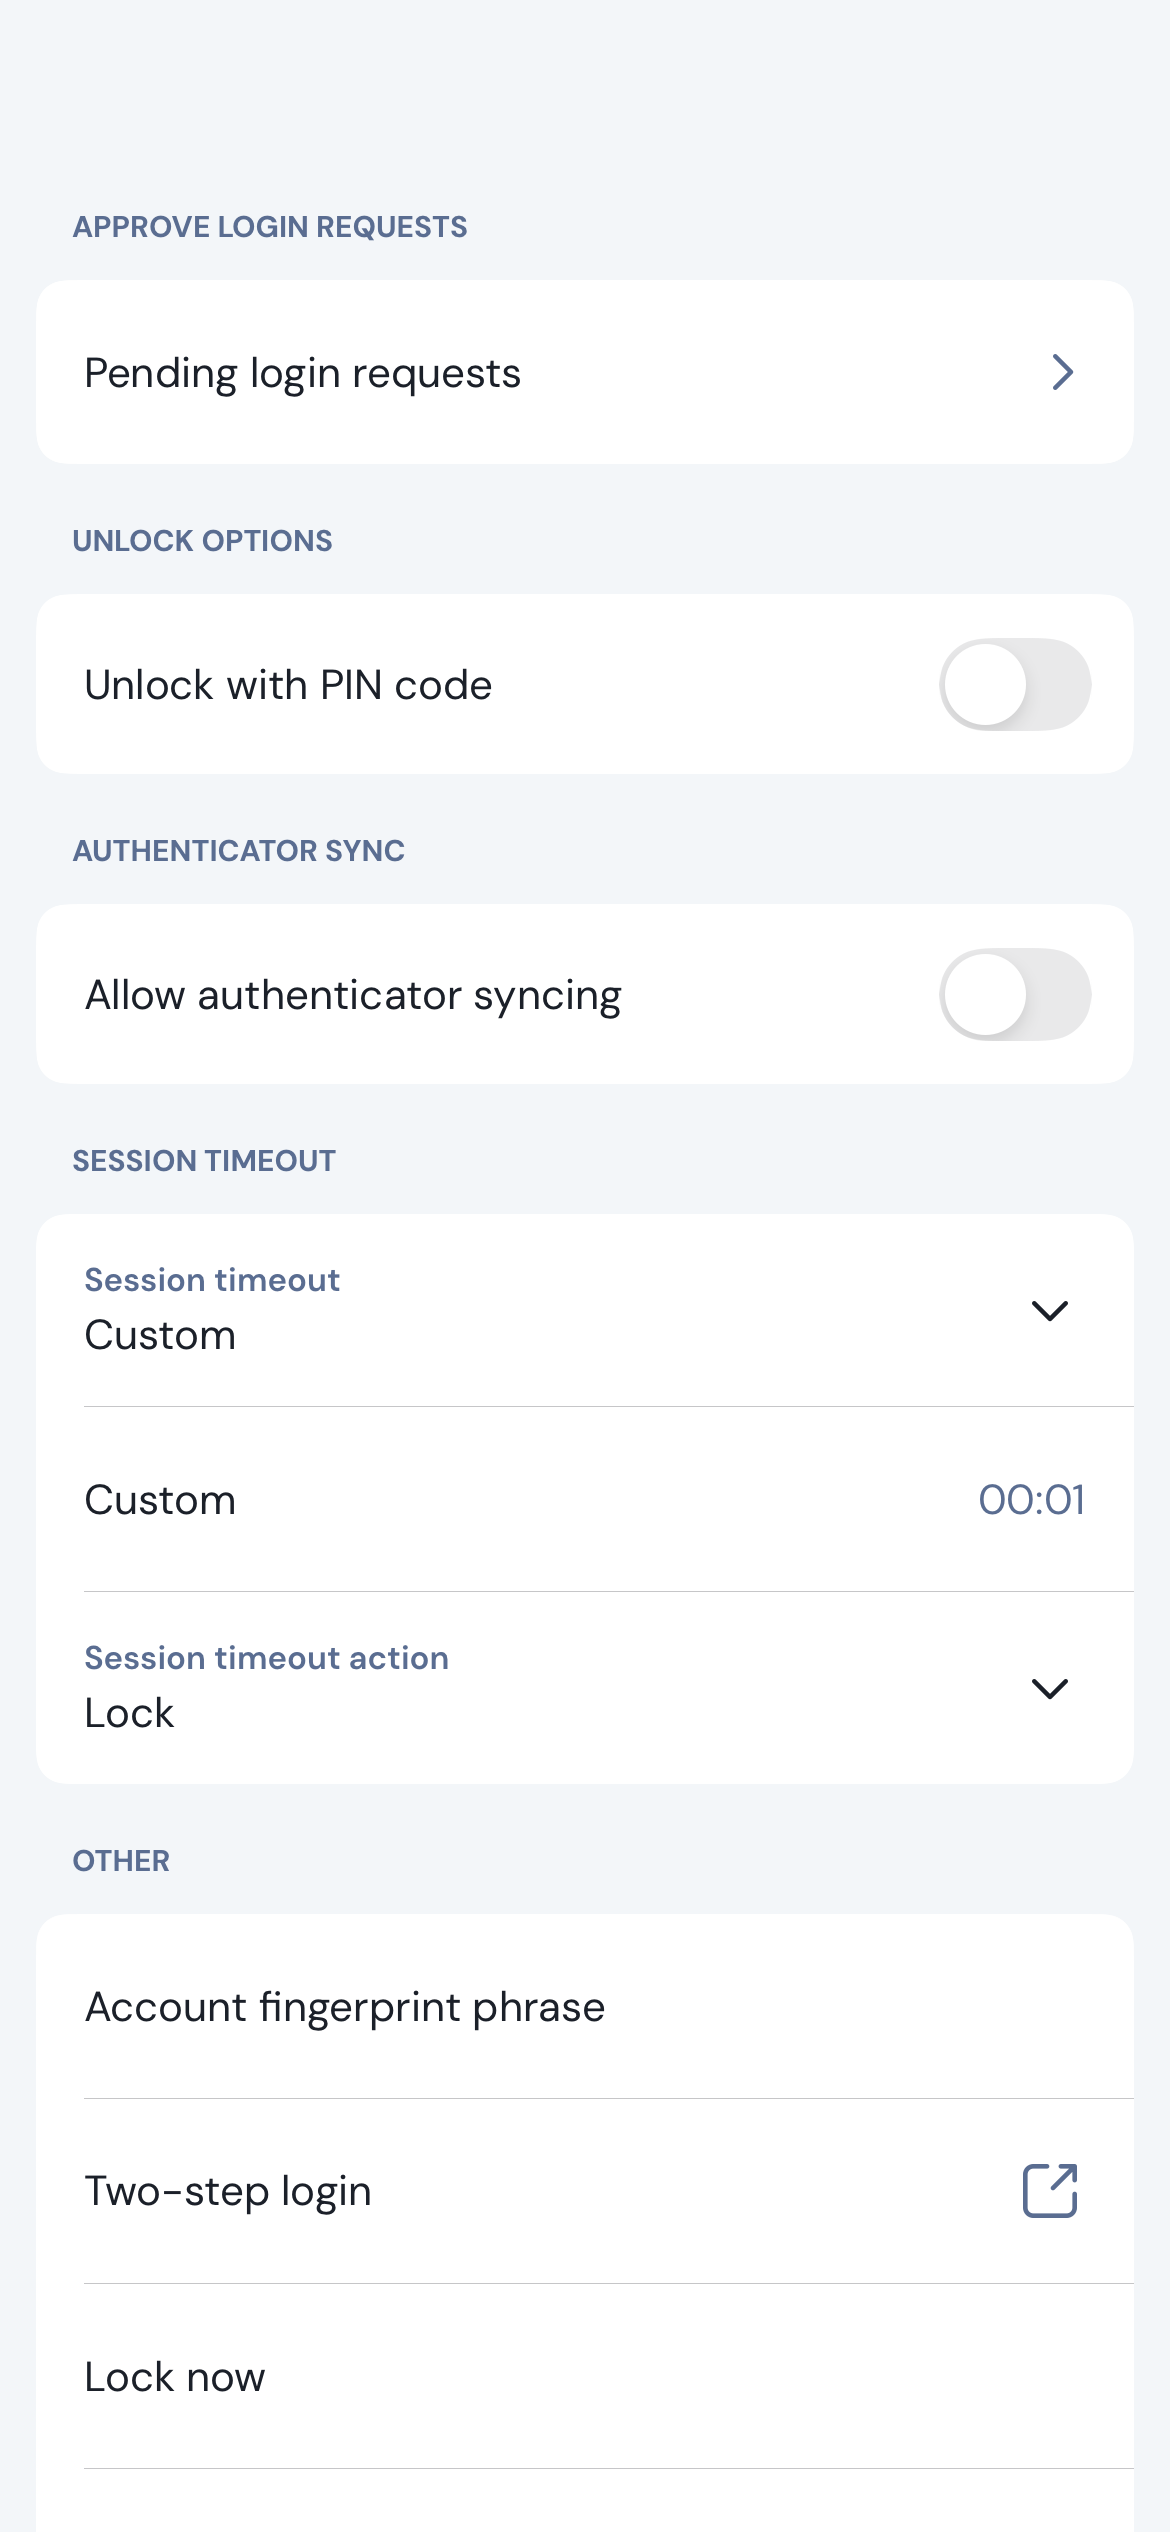 APPROVE LOGIN REQUESTS
Pending login requests
UNLOCK OPTIONS
Unlock with PIN code
AUTHENTICATOR SYNC
Allow authenticator syncing
SESSION TIMEOUT
Session timeout
Custom
Custom 00:01
Session timeout action
Lock
OTHER
Account fingerprint phrase
Two-step login
Lock now